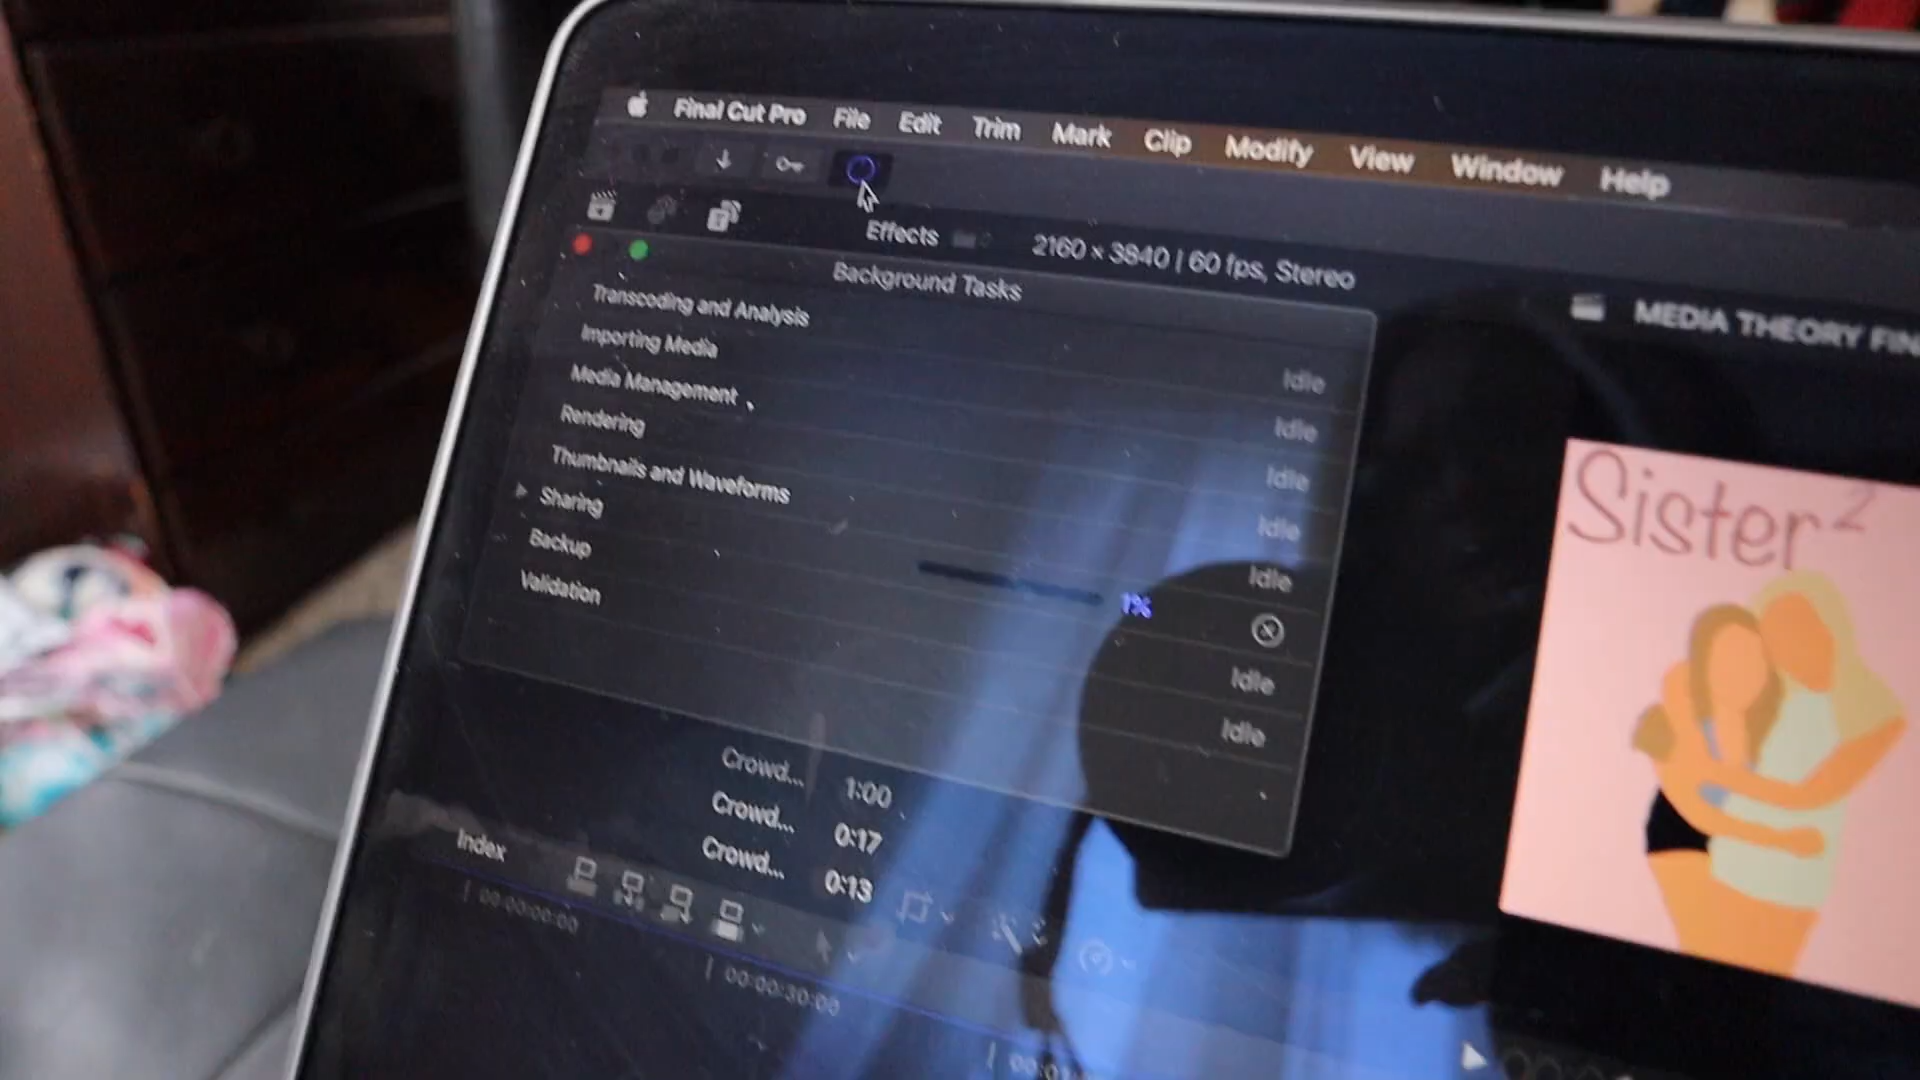 Final Cut Pro File Edit Trim Mark Clip Modify View Window Help
Effects 2160 x 3840 | 60 fps, Stereo
Background Tasks
MEDIA THEORY FIN
Transcoding and Analysis Idle
Importing Media Idle
Media Management Idle
Rendering Idle
Thumbnails and Waveforms Idle
Sharing 1%
Backup Idle
Validation Idle
Sister²
Crowd... 1:00
Crowd... 0:17
Crowd... 0:13
Index
00:00:00:00
00:00:30:00